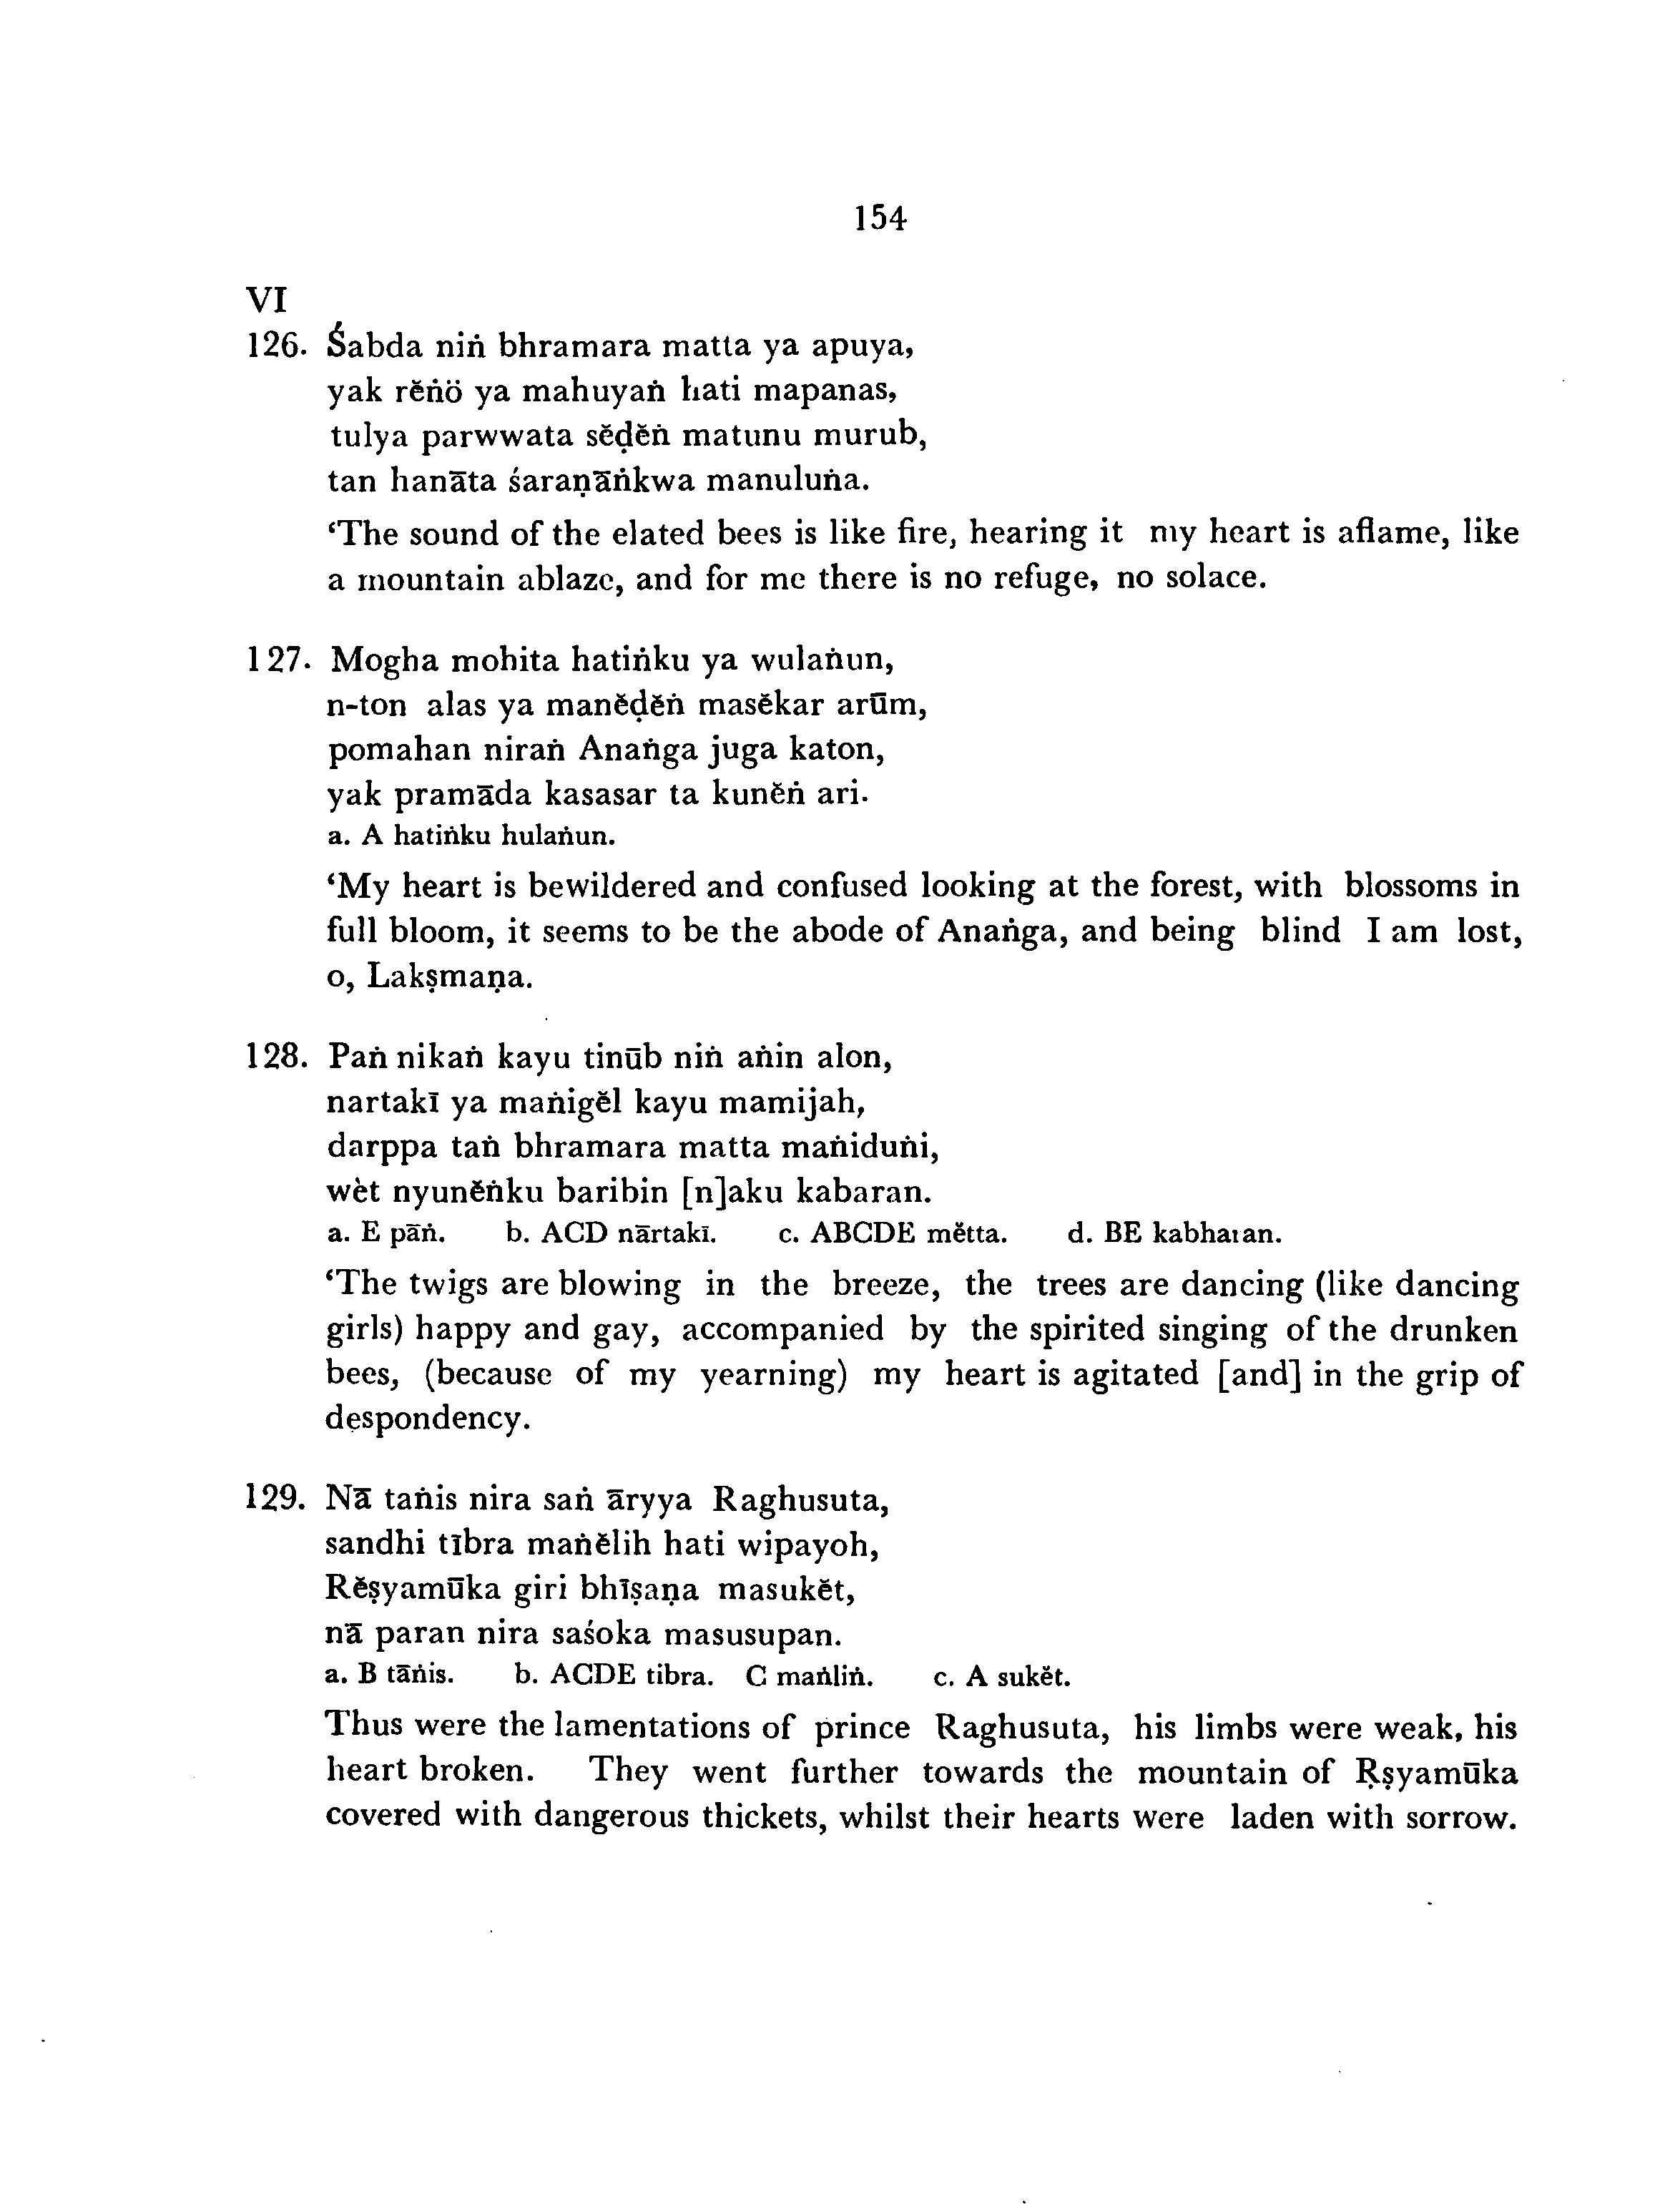 154
VI
126. Śabda niṅ bhramara matta ya apuya,
yak rĕṅö ya mahuyaṅ hati mapanas,
tulya parwwata sĕḍĕṅ matunu murub,
tan hanāta śaraṇāṅkwa manuluṅa.
‘The sound of the elated bees is like fire, hearing it my heart is aflame, like
a mountain ablaze, and for me there is no refuge, no solace.
127. Mogha mohita hatiṅku ya wulaṅun,
n-ton alas ya manĕḍĕṅ masĕkar arūm,
pomahan niraṅ Anaṅga juga katon,
yak pramāda kasasar ta kunĕṅ ari.
a. A hatiṅku hulaṅun.
‘My heart is bewildered and confused looking at the forest, with blossoms in
full bloom, it seems to be the abode of Anaṅga, and being blind I am lost,
o, Lakṣmaṇa.
128. Paṅ nikaṅ kayu tinūb niṅ aṅin alon,
nartakī ya maṅigĕl kayu mamijah,
darppa taṅ bhramara matta maṅiduṅi,
wèt nyunĕṅku baribin [n]aku kabaran.
a. E pāṅ. b. ACD nārtakī. c. ABCDE mĕtta. d. BE kabharan.
‘The twigs are blowing in the breeze, the trees are dancing (like dancing
girls) happy and gay, accompanied by the spirited singing of the drunken
bees, (because of my yearning) my heart is agitated [and] in the grip of
despondency.
129. Nā taṅis nira saṅ āryya Raghusuta,
sandhi tībra maṅĕlih hati wipayoh,
Rĕṣyamūka giri bhīṣaṇa masukĕt,
nā paran nira saśoka masusupan.
a. B tāṅis. b. ACDE tibra. C maṅliṅ. c. A sukĕt.
Thus were the lamentations of prince Raghusuta, his limbs were weak, his
heart broken. They went further towards the mountain of Ṛṣyamūka
covered with dangerous thickets, whilst their hearts were laden with sorrow.